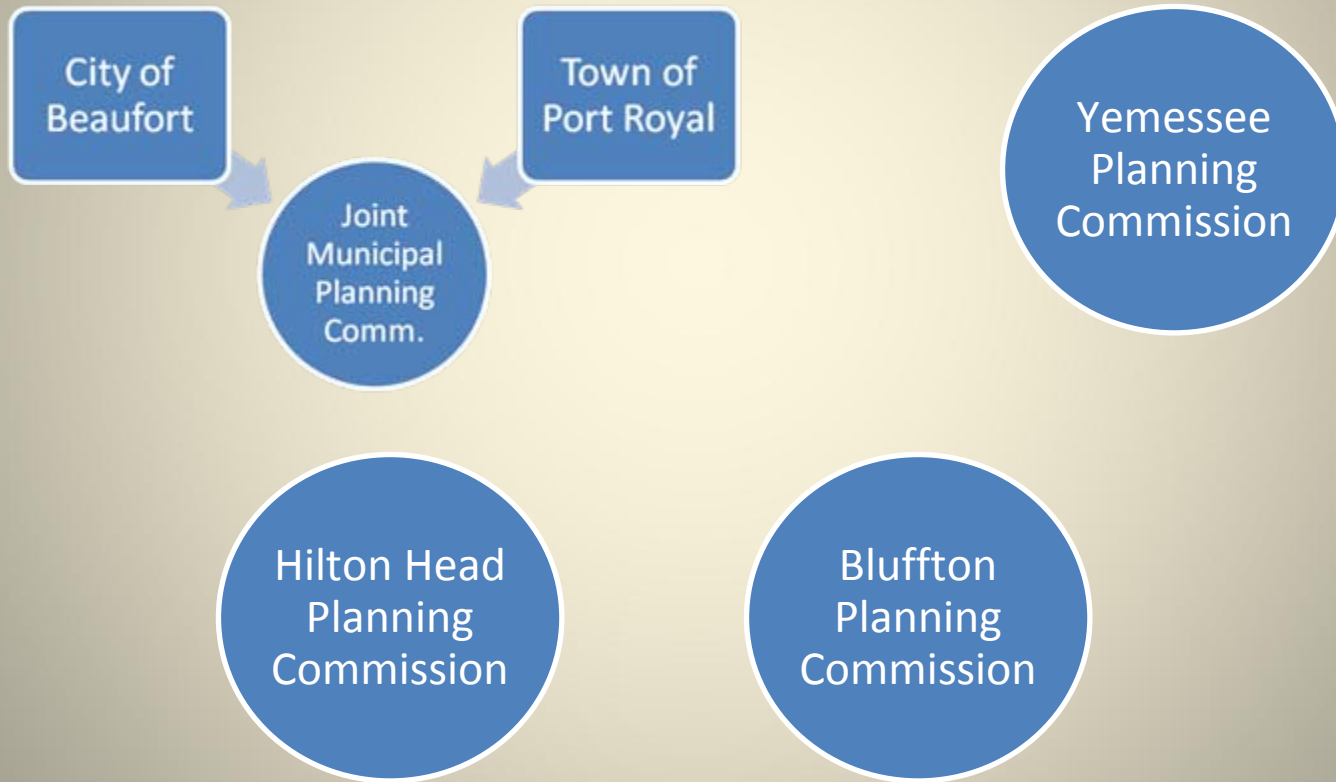 City of
Beaufort
Town of
Port Royal
Yemessee
Planning
Commission
Joint
Municipal
Planning
Comm.
Hilton Head
Planning
Commission
Bluffton
Planning
Commission